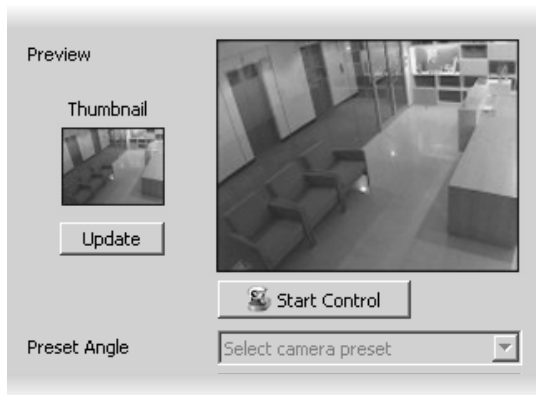 Preview
Thumbnail
Update
Start Control
Preset Angle
Select camera preset